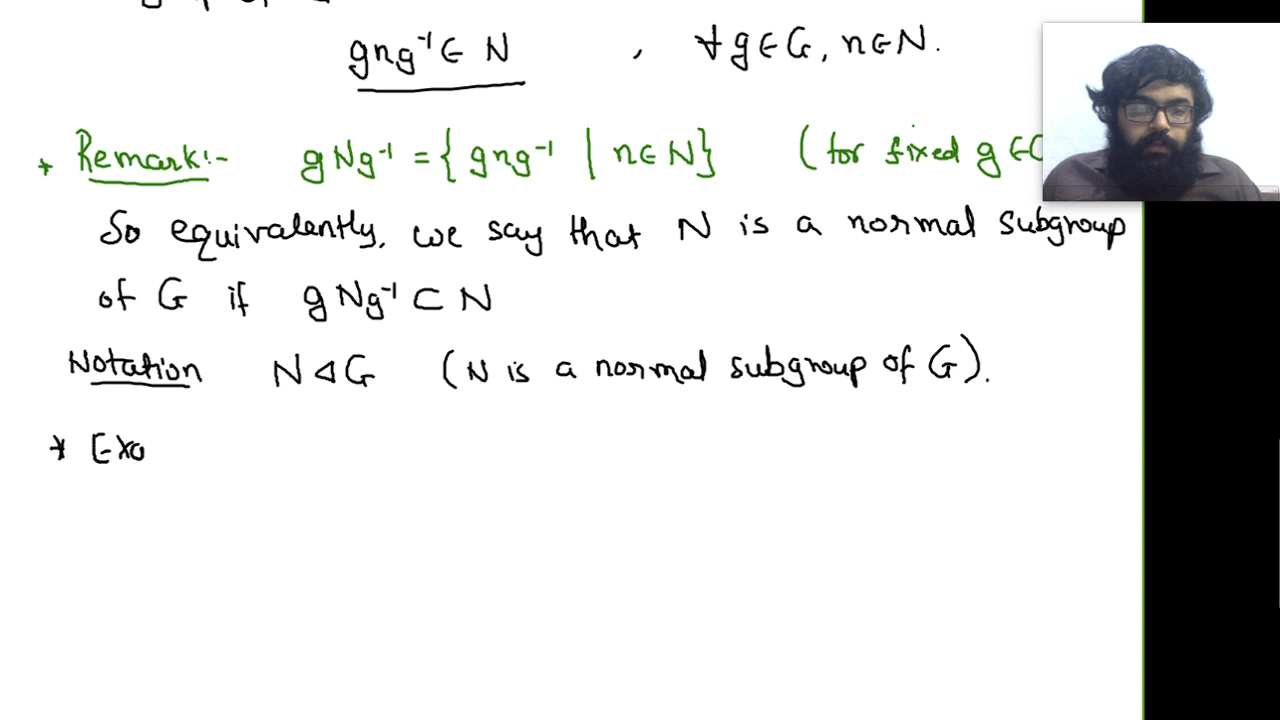 gng⁻¹ ∈ N , ∀ g ∈ G, n ∈ N.
* Remark:- gNg⁻¹ = { gng⁻¹ | n ∈ N} (for fixed g ∈
So equivalently, we say that N is a normal subgroup
of G if gNg⁻¹ ⊂ N
Notation N ⊲ G (N is a normal subgroup of G).
* Exa